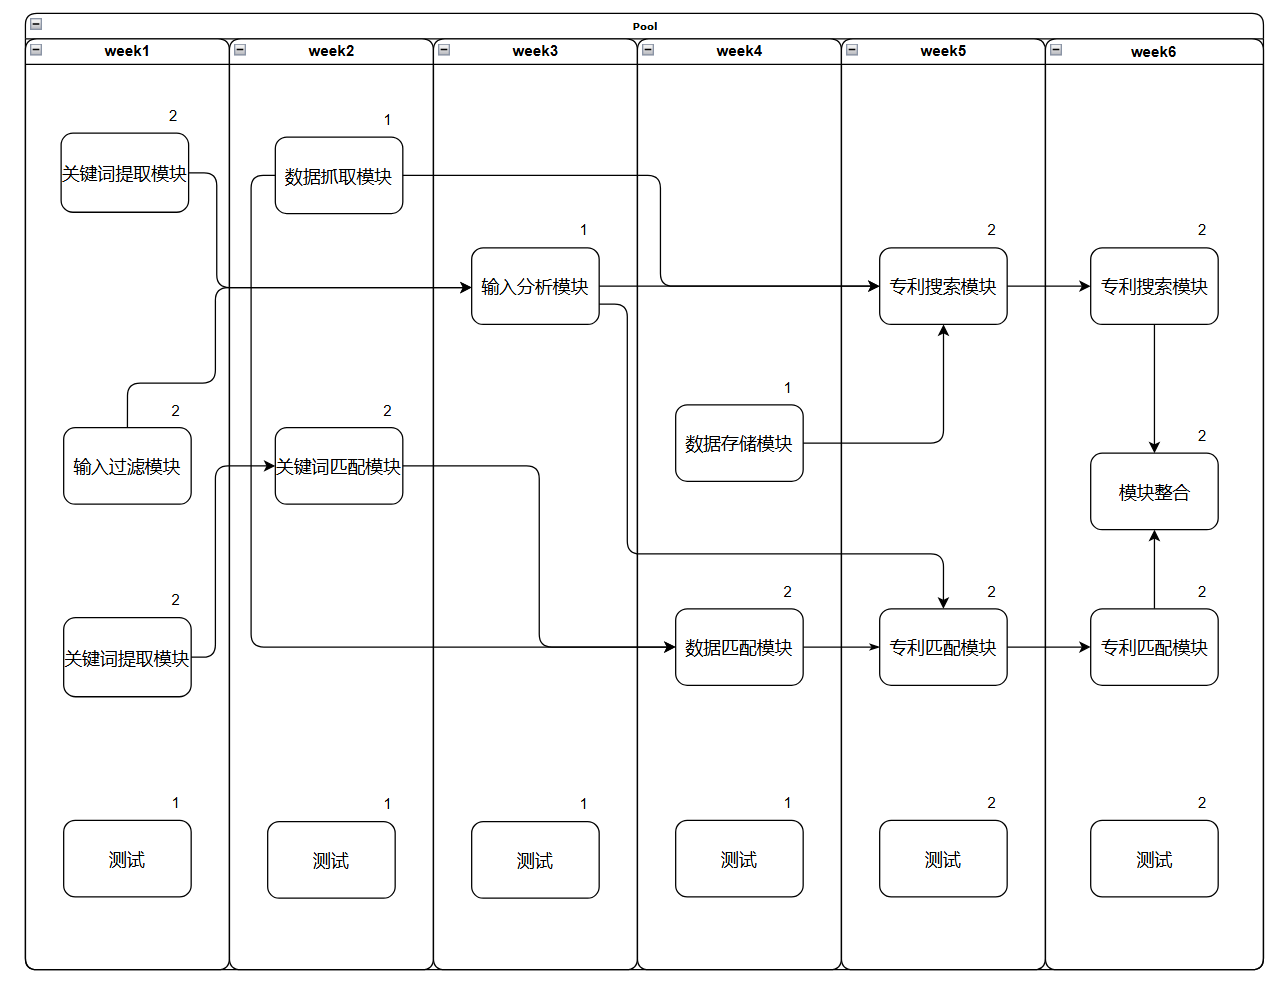 Pool
week1
week2
week3
week4
week5
week6
2
关键词提取模块
1
数据抓取模块
1
输入分析模块
2
专利搜索模块
2
专利搜索模块
1
数据存储模块
2
输入过滤模块
2
关键词匹配模块
2
模块整合
2
关键词提取模块
2
数据匹配模块
2
专利匹配模块
2
专利匹配模块
1
测试
1
测试
1
测试
1
测试
2
测试
2
测试